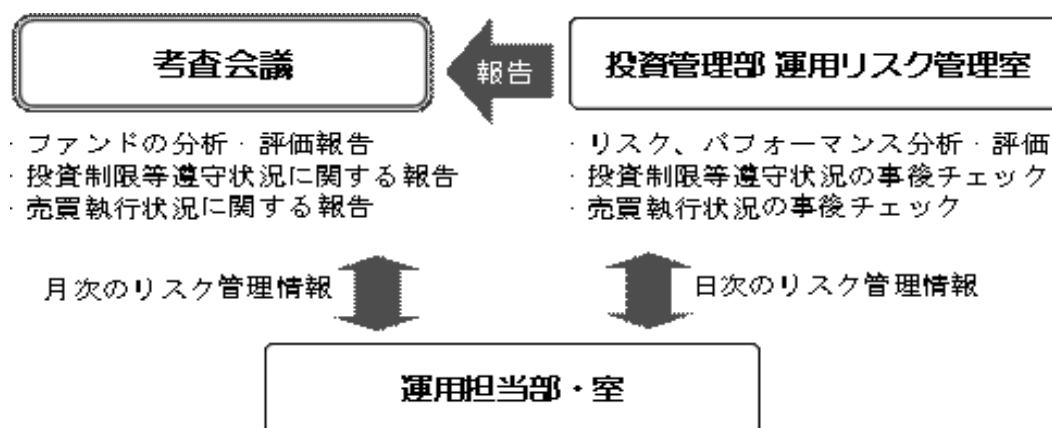 考査会議
報告
投資管理部 運用リスク管理室
・ファンドの分析・評価報告
・投資制限等遵守状況に関する報告
・売買執行状況に関する報告
・リスク、パフォーマンス分析・評価
・投資制限等遵守状況の事後チェック
・売買執行状況の事後チェック
月次のリスク管理情報
日次のリスク管理情報
運用担当部・室